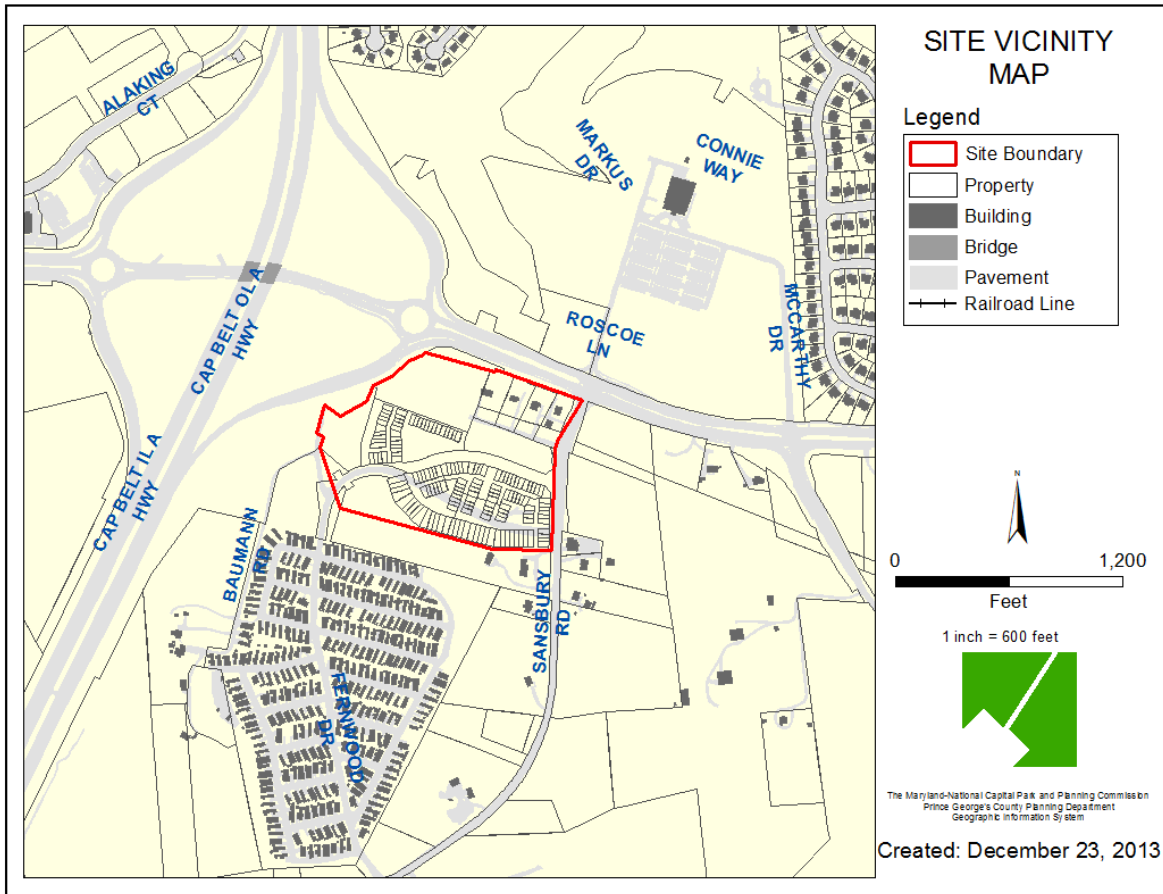 SITE VICINITY
MAP
Legend
Site Boundary
Property
Building
Bridge
Pavement
Railroad Line
ALAKING
CT
MARKUS
DR
CONNIE
WAY
CAP BELT OL A
HWY
ROSCOE
LN
MCCARTHY
DR
CAP BELT IL A
HWY
BAUMANN
RD
SANSBURY
RD
FERNWOOD
DR
N
0 1,200
Feet
1 inch = 600 feet
The Maryland-National Capital Park and Planning Commission
Prince George's County Planning Department
Geographic Information System
Created: December 23, 2013